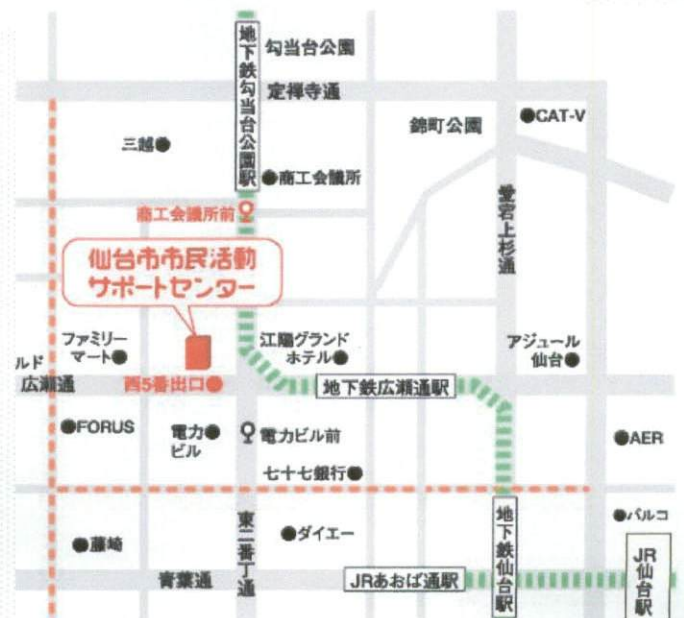 地下鉄勾当台公園駅
勾当台公園
定禅寺通
錦町公園
CAT-V
三越
商工会議所
商工会議所前
愛宕上杉通
仙台市市民活動
サポートセンター
ファミリー
マート
江陽グランド
ホテル
アジュール
仙台
ルド
広瀬通
西5番出口
地下鉄広瀬通駅
FORUS
電力
ビル
電力ビル前
AER
七十七銀行
東二番丁通
地下鉄仙台駅
パルコ
藤崎
ダイエー
JR仙台駅
青葉通
JRあおば通駅